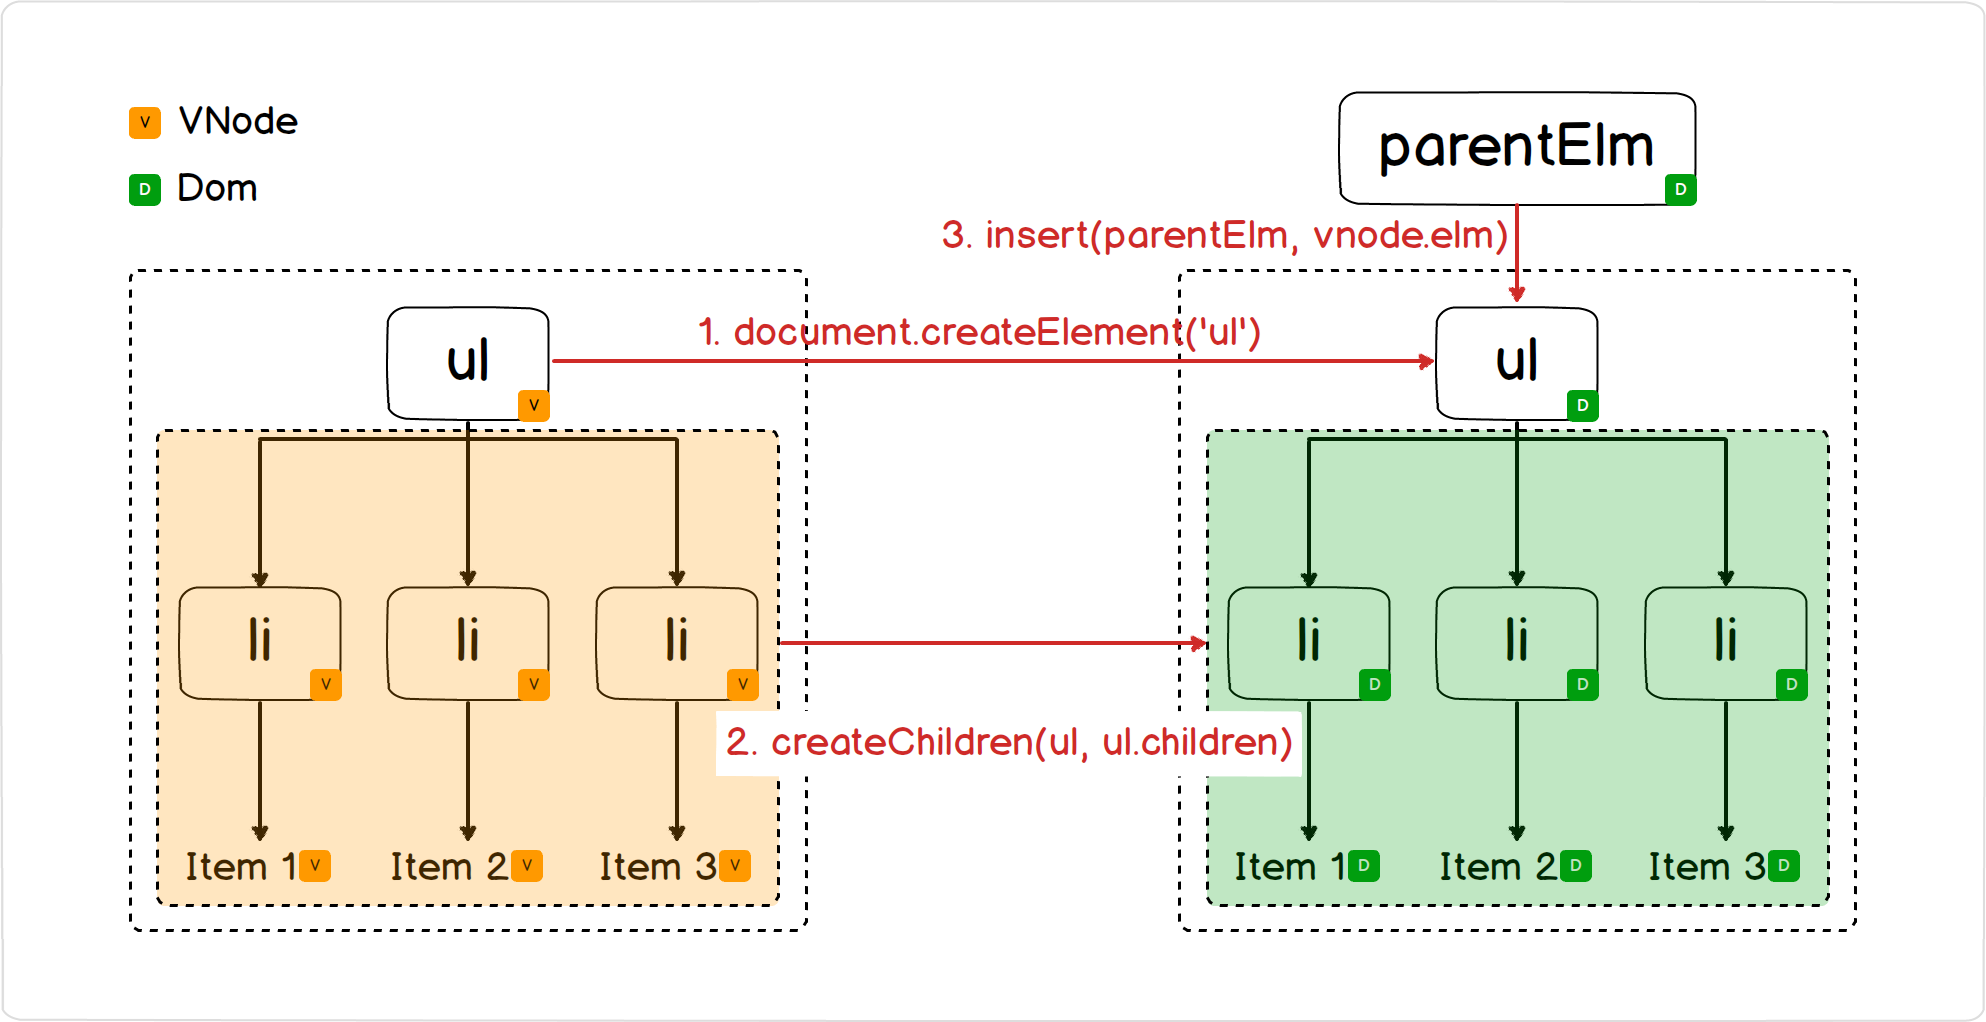 V VNode
D Dom
parentElm D
3. insert(parentElm, vnode.elm)
1. document.createElement('ul')
ul V
ul D
li V li V li V
li D li D li D
2. createChildren(ul, ul.children)
Item 1 V Item 2 V Item 3 V
Item 1 D Item 2 D Item 3 D